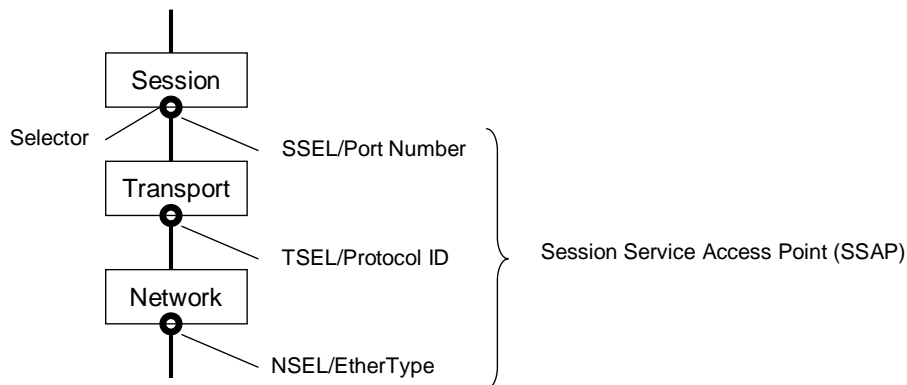 Session
Selector
SSEL/Port Number
Transport
TSEL/Protocol ID
Session Service Access Point (SSAP)
Network
NSEL/EtherType